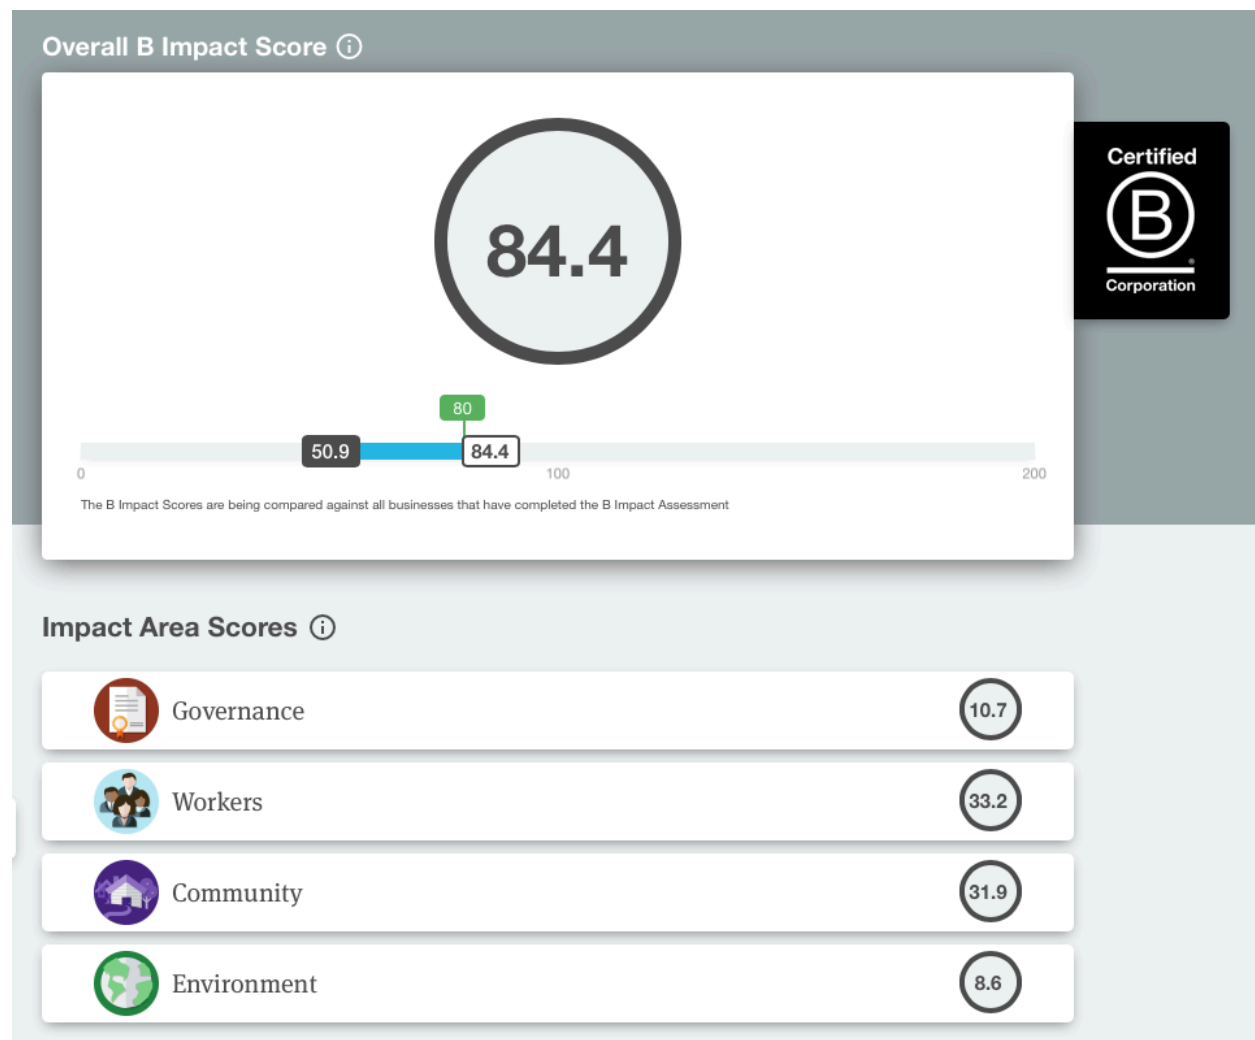 Overall B Impact Score
84.4
Certified
B
Corporation
80
50.9
84.4
0
100
200
The B Impact Scores are being compared against all businesses that have completed the B Impact Assessment
Impact Area Scores
Governance
10.7
Workers
33.2
Community
31.9
Environment
8.6